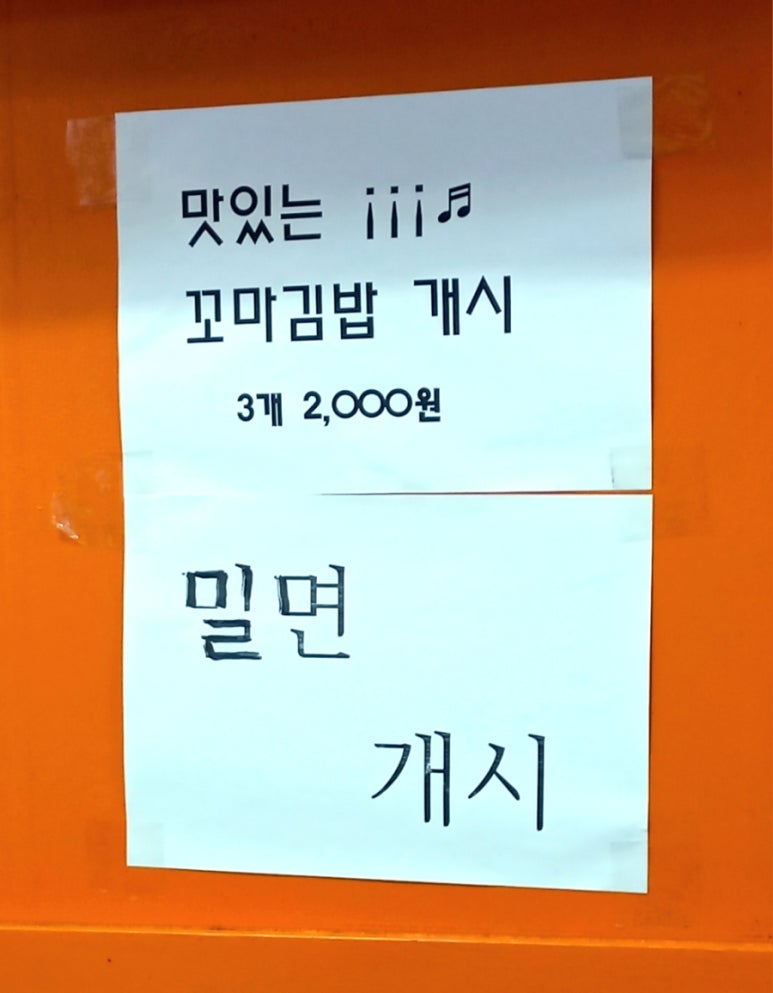 맛있는 ¡¡¡♬
꼬마김밥 개시
3개 2,000원
밀면
개시